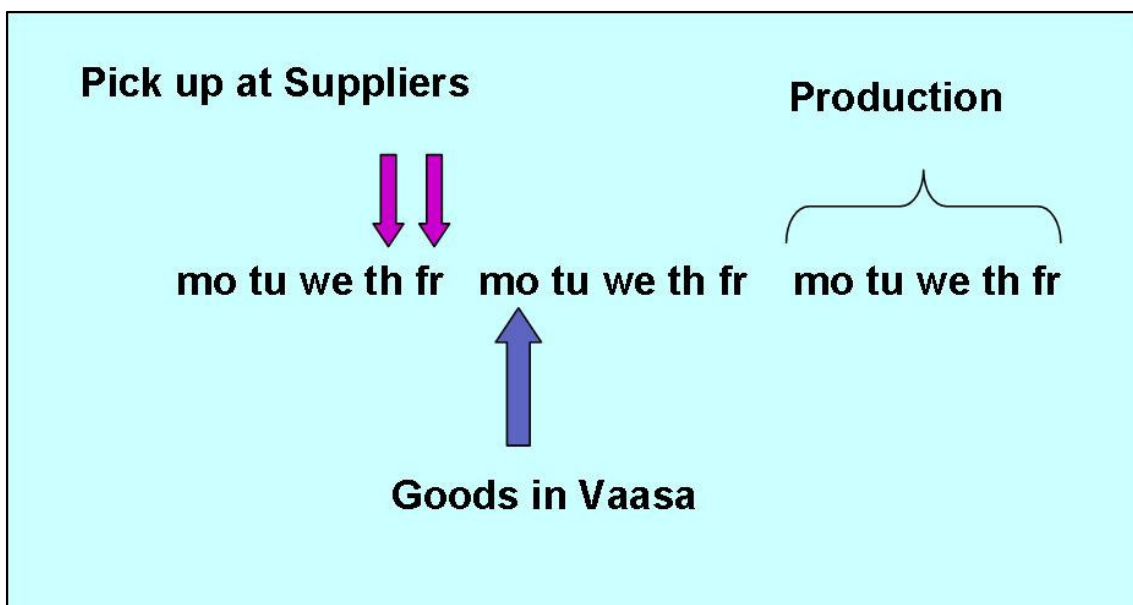 Pick up at Suppliers
Production
mo tu we th fr mo tu we th fr mo tu we th fr
Goods in Vaasa